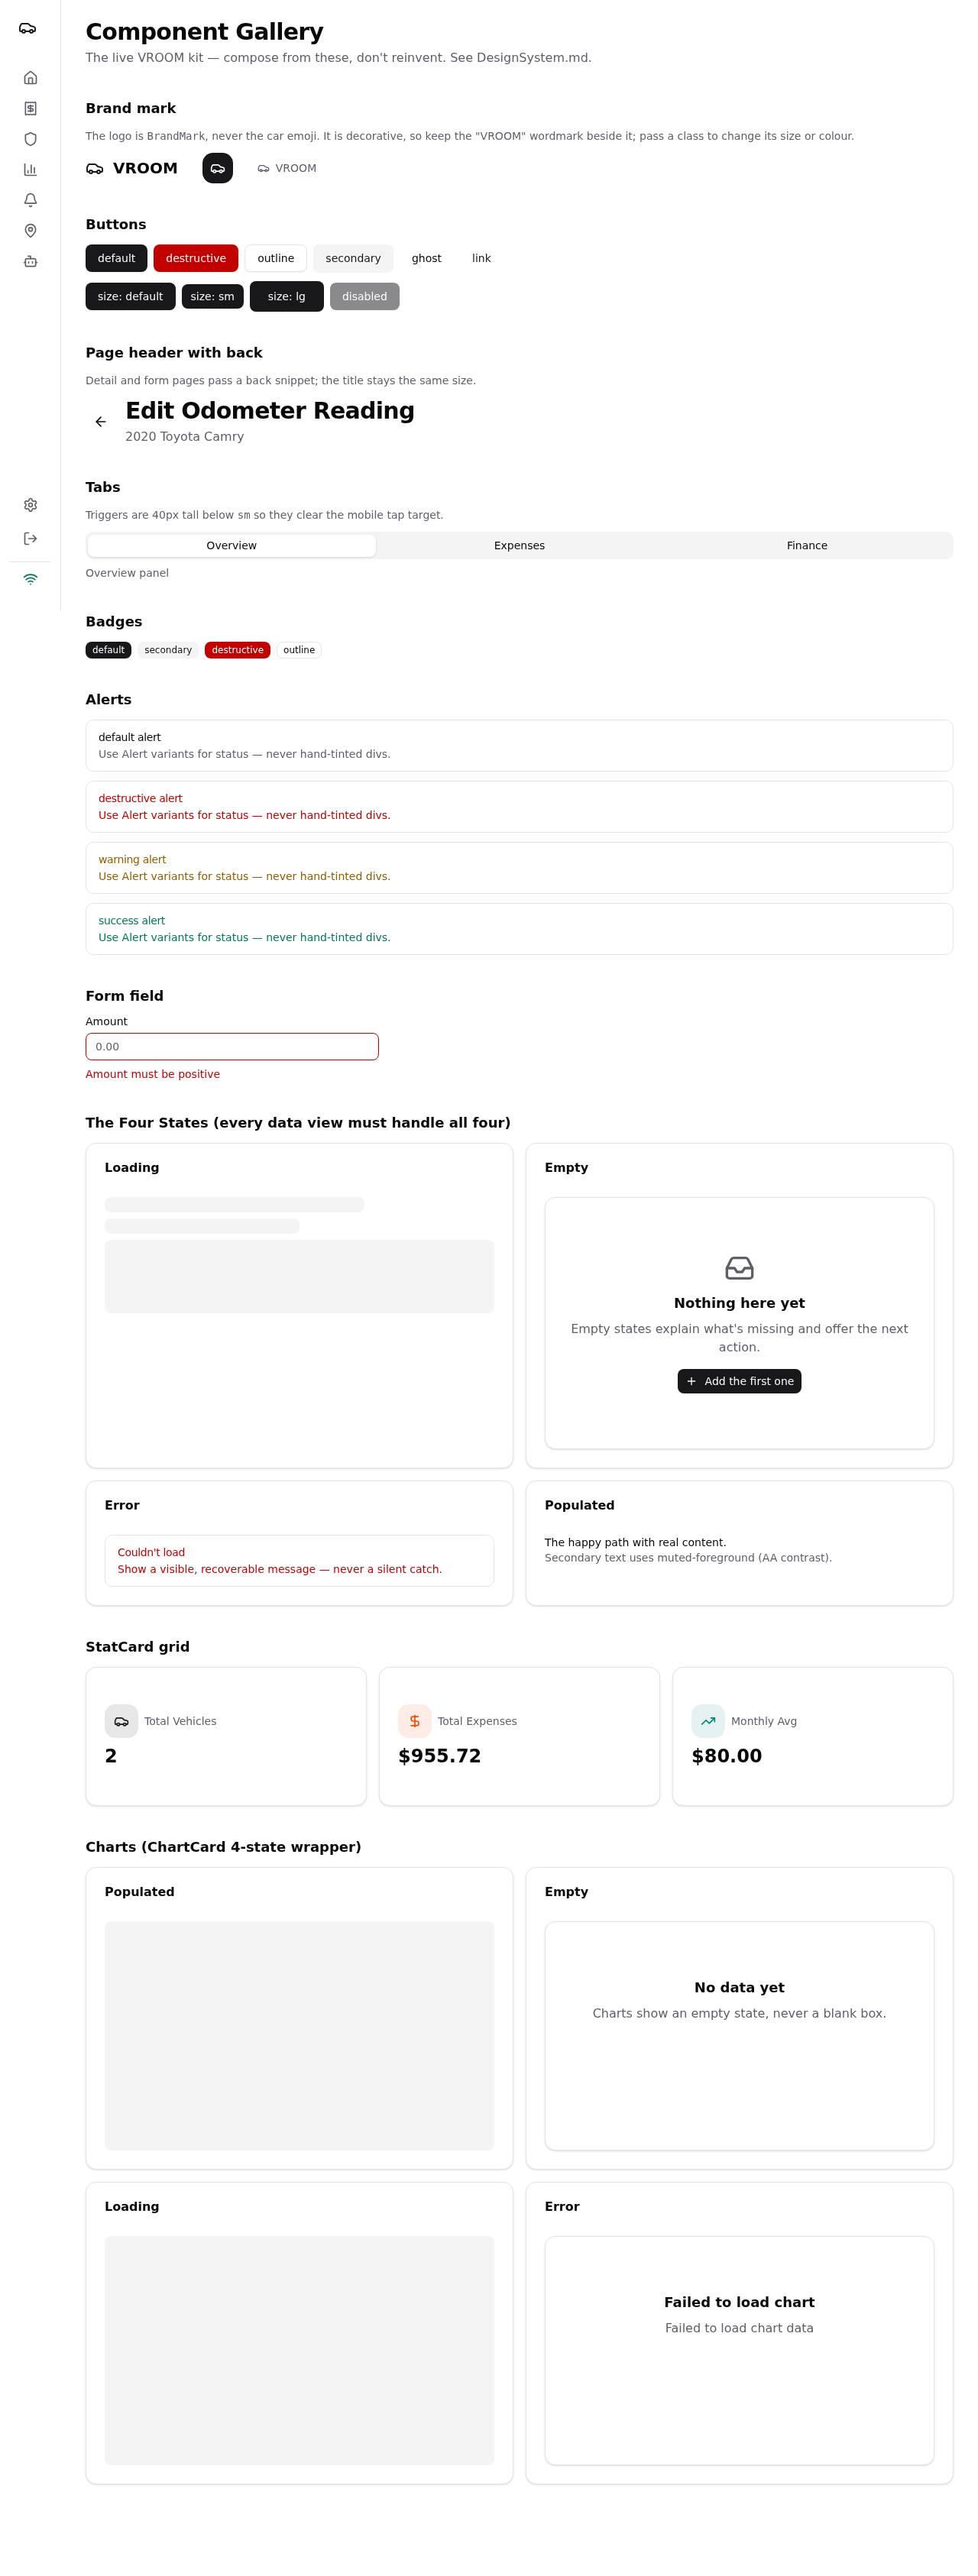 Component Gallery
The live VROOM kit — compose from these, don't reinvent. See DesignSystem.md.
Brand mark
The logo is BrandMark, never the car emoji. It is decorative, so keep the "VROOM" wordmark beside it; pass a class to change its size or colour.
VROOM VROOM
Buttons
default destructive outline secondary ghost link
size: default size: sm size: lg disabled
Page header with back
Detail and form pages pass a back snippet; the title stays the same size.
Edit Odometer Reading
2020 Toyota Camry
Tabs
Triggers are 40px tall below sm so they clear the mobile tap target.
Overview Expenses Finance
Overview panel
Badges
default secondary destructive outline
Alerts
default alert
Use Alert variants for status — never hand-tinted divs.
destructive alert
Use Alert variants for status — never hand-tinted divs.
warning alert
Use Alert variants for status — never hand-tinted divs.
success alert
Use Alert variants for status — never hand-tinted divs.
Form field
Amount
0.00
Amount must be positive
The Four States (every data view must handle all four)
Loading
Empty
Nothing here yet
Empty states explain what's missing and offer the next
action.
Add the first one
Error
Couldn't load
Show a visible, recoverable message — never a silent catch.
Populated
The happy path with real content.
Secondary text uses muted-foreground (AA contrast).
StatCard grid
Total Vehicles
2
Total Expenses
$955.72
Monthly Avg
$80.00
Charts (ChartCard 4-state wrapper)
Populated
Empty
No data yet
Charts show an empty state, never a blank box.
Loading
Error
Failed to load chart
Failed to load chart data